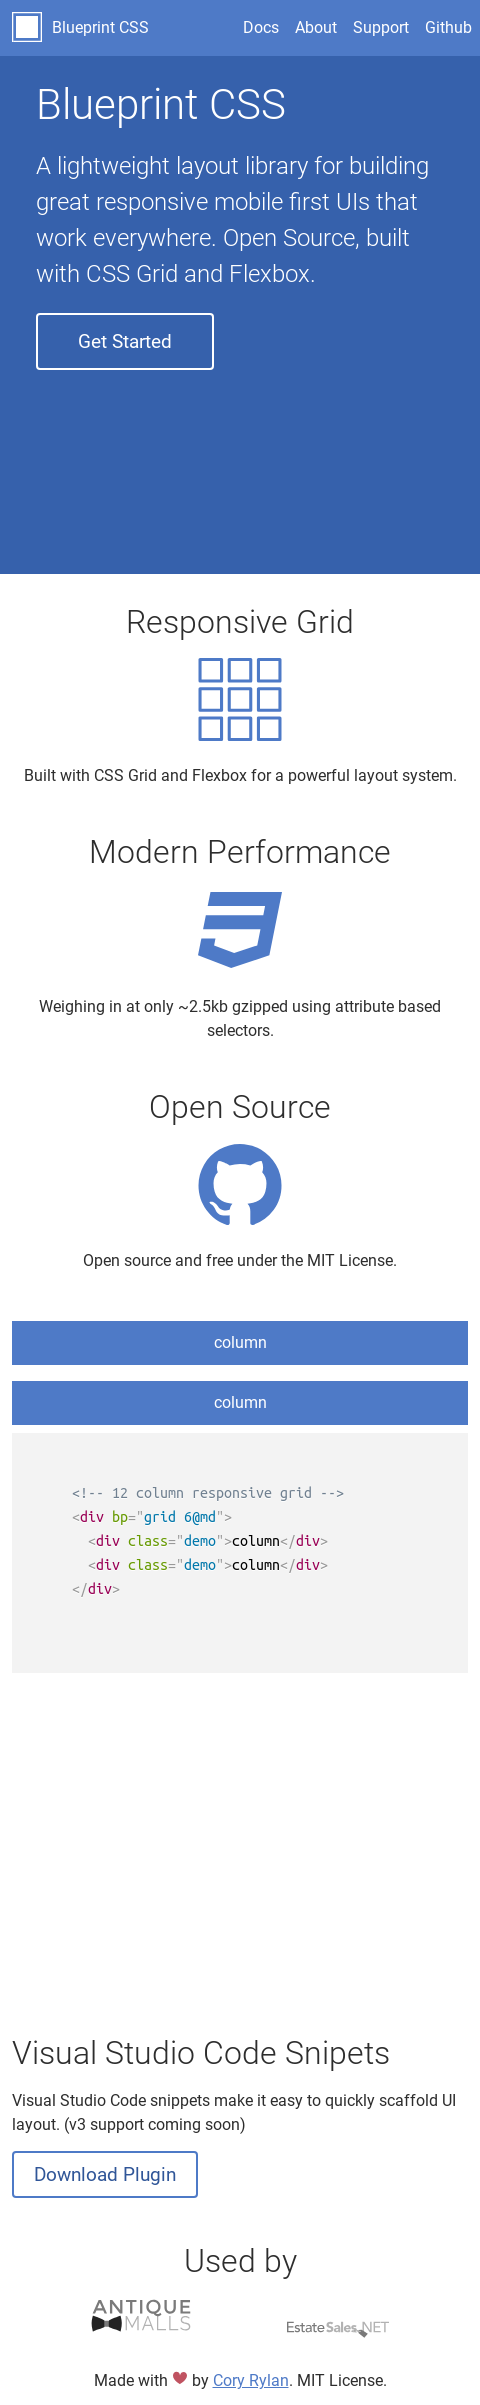 Blueprint CSS Docs About Support Github
Blueprint CSS
A lightweight layout library for building
great responsive mobile first UIs that
work everywhere. Open Source, built
with CSS Grid and Flexbox.
Get Started
Responsive Grid
Built with CSS Grid and Flexbox for a powerful layout system.
Modern Performance
Weighing in at only ~2.5kb gzipped using attribute based
selectors.
Open Source
Open source and free under the MIT License.
column
column
<!-- 12 column responsive grid -->
<div bp="grid 6@md">
  <div class="demo">column</div>
  <div class="demo">column</div>
</div>
Visual Studio Code Snipets
Visual Studio Code snippets make it easy to quickly scaffold UI
layout. (v3 support coming soon)
Download Plugin
Used by
ANTIQUE
MALLS
EstateSales.NET
Made with ♥ by Cory Rylan. MIT License.